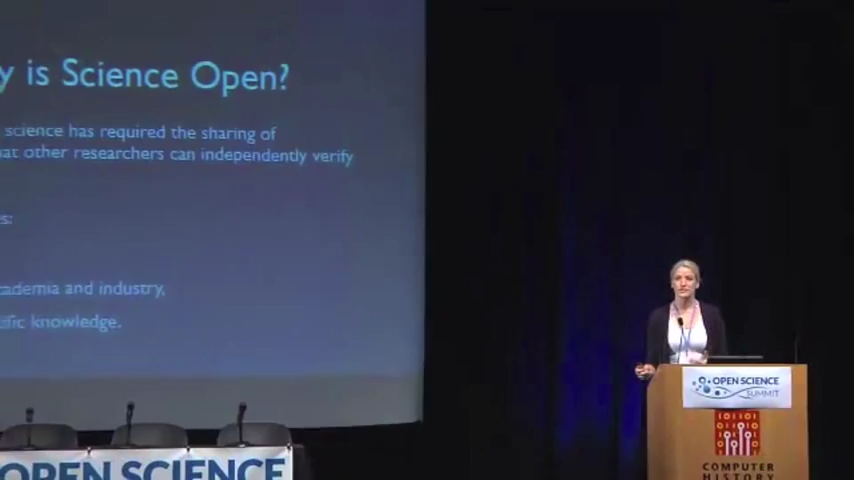 y is Science Open?
science has required the sharing of
at other researchers can independently verify
s:
cademia and industry,
ific knowledge.
OPEN SCIENCE
SUMMIT
COMPUTER
HISTORY
OPEN SCIENCE